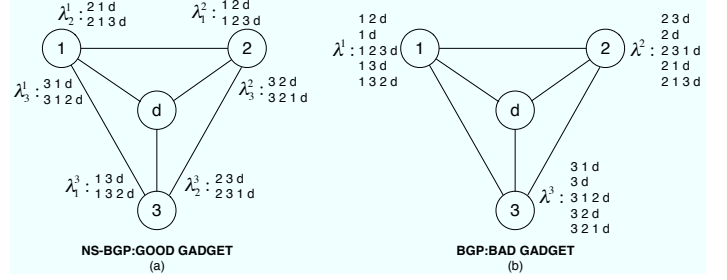 λ¹₂ : 2 1 d
2 1 3 d
λ²₁ : 1 2 d
1 2 3 d
1
2
λ¹₃ : 3 1 d
3 1 2 d
λ²₃ : 3 2 d
3 2 1 d
d
λ³₁ : 1 3 d
1 3 2 d
λ³₂ : 2 3 d
2 3 1 d
3
NS-BGP:GOOD GADGET
(a)
λ¹ : 1 2 d
1 d
1 2 3 d
1 3 d
1 3 2 d
1
2
λ² : 2 3 d
2 d
2 3 1 d
2 1 d
2 1 3 d
d
λ³ : 3 1 d
3 d
3 1 2 d
3 2 d
3 2 1 d
3
BGP:BAD GADGET
(b)